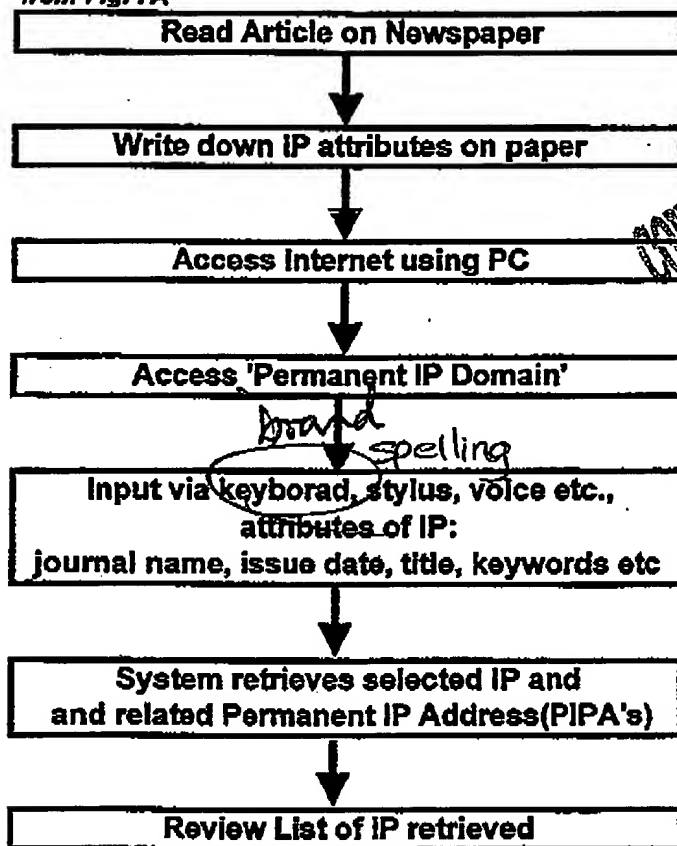 from
Read Article on Newspaper
Write down IP attributes on paper
Access Internet using PC
Access 'Permanent IP Domain'
spelling
Input via keyborad, stylus, voice etc.,
attributes of IP:
journal name, issue date, title, keywords etc
System retrieves selected IP and
and related Permanent IP Address(PIPA's)
Review List of IP retrieved